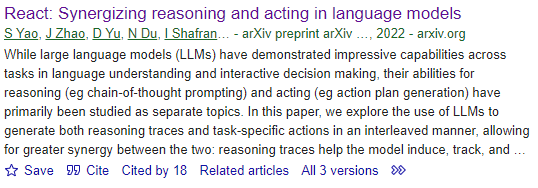 React: Synergizing reasoning and acting in language models
S Yao, J Zhao, D Yu, N Du, I Shafran… - arXiv preprint arXiv …, 2022 - arxiv.org
While large language models (LLMs) have demonstrated impressive capabilities across
tasks in language understanding and interactive decision making, their abilities for
reasoning (eg chain-of-thought prompting) and acting (eg action plan generation) have
primarily been studied as separate topics. In this paper, we explore the use of LLMs to
generate both reasoning traces and task-specific actions in an interleaved manner, allowing
for greater synergy between the two: reasoning traces help the model induce, track, and …
Save Cite Cited by 18 Related articles All 3 versions